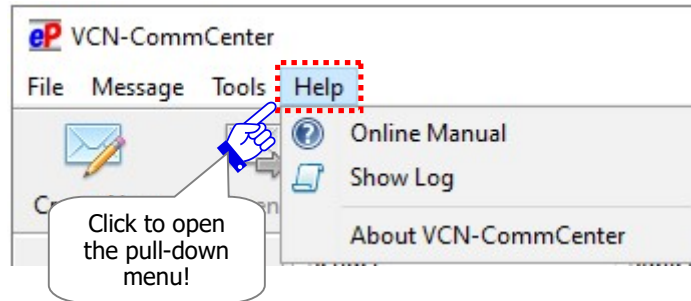 eP VCN-CommCenter
File Message Tools Help
Online Manual
Show Log
About VCN-CommCenter
Click to open
the pull-down
menu!